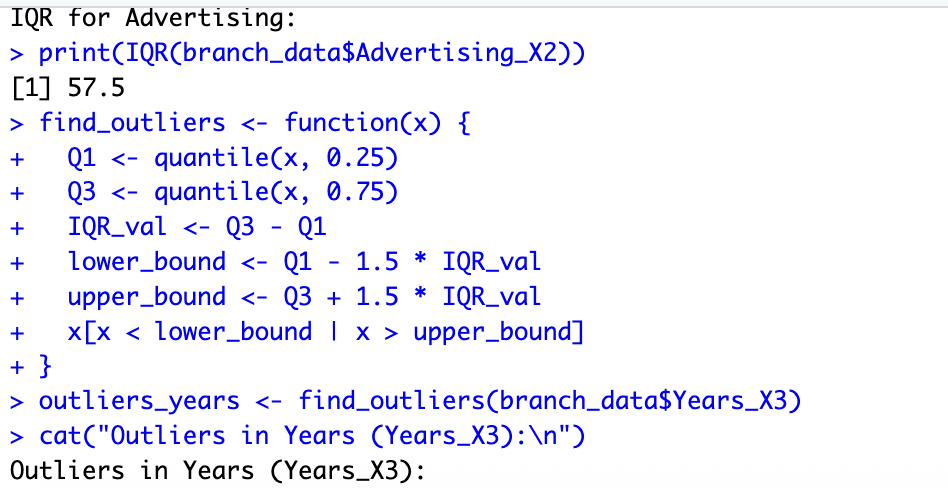 IQR for Advertising:
> print(IQR(branch_data$Advertising_X2))
[1] 57.5
> find_outliers <- function(x) {
+   Q1 <- quantile(x, 0.25)
+   Q3 <- quantile(x, 0.75)
+   IQR_val <- Q3 - Q1
+   lower_bound <- Q1 - 1.5 * IQR_val
+   upper_bound <- Q3 + 1.5 * IQR_val
+   x[x < lower_bound | x > upper_bound]
+ }
> outliers_years <- find_outliers(branch_data$Years_X3)
> cat("Outliers in Years (Years_X3):\n")
Outliers in Years (Years_X3):